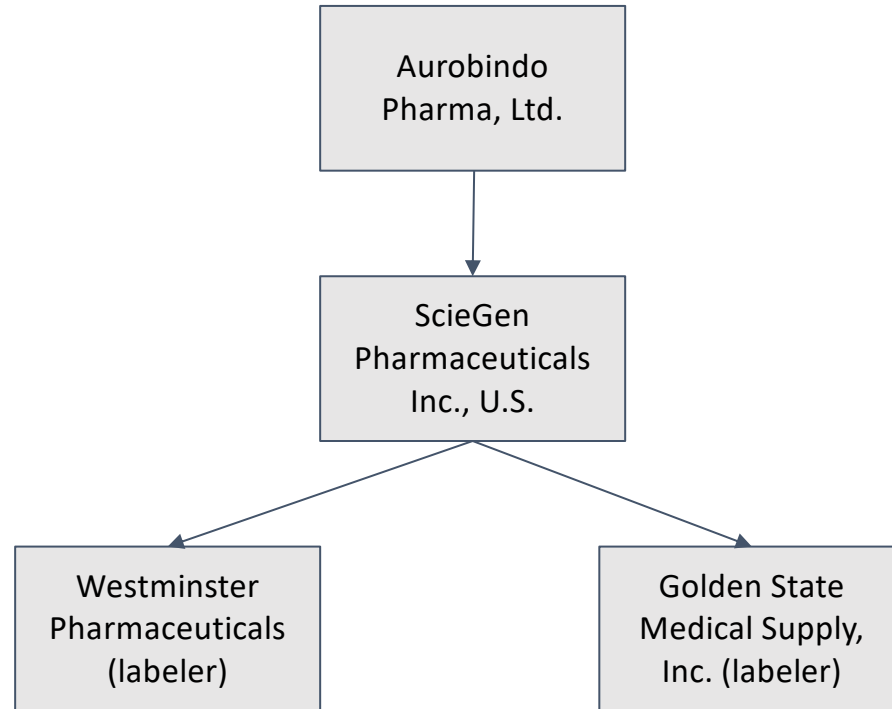 Aurobindo
Pharma, Ltd.
ScieGen
Pharmaceuticals
Inc., U.S.
Westminster
Pharmaceuticals
(labeler)
Golden State
Medical Supply,
Inc. (labeler)